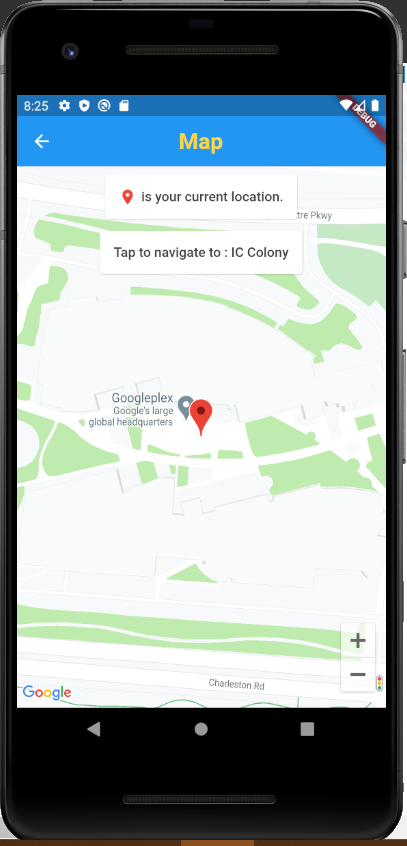 8:25
DEBUG
Map
is your current location.
tre Pkwy
Tap to navigate to : IC Colony
Googleplex
Google's large
global headquarters
+
−
Charleston Rd
Google